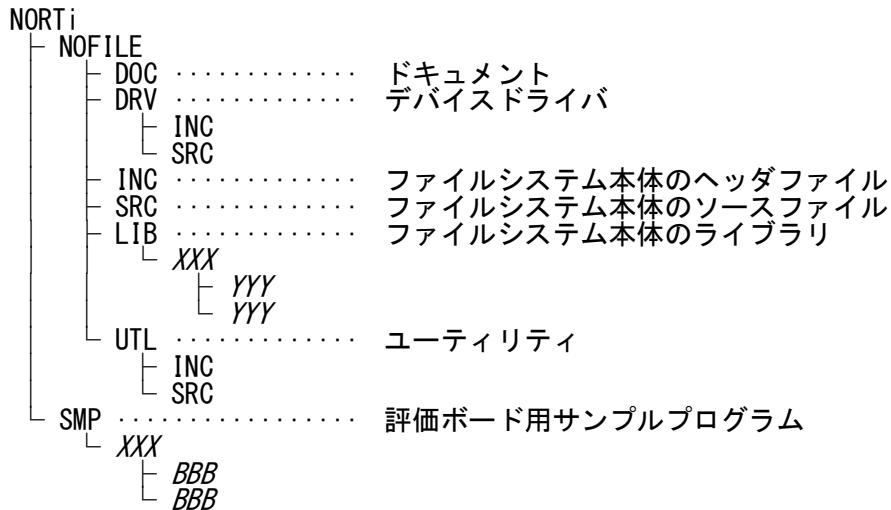 NORTi
├ NOFILE
│ ├ DOC ············· ドキュメント
│ ├ DRV ············· デバイスドライバ
│ │ ├ INC
│ │ └ SRC
│ ├ INC ············· ファイルシステム本体のヘッダファイル
│ ├ SRC ············· ファイルシステム本体のソースファイル
│ ├ LIB ············· ファイルシステム本体のライブラリ
│ │ └ XXX
│ │ ├ YYY
│ │ └ YYY
│ └ UTL ············· ユーティリティ
│ ├ INC
│ └ SRC
└ SMP ················· 評価ボード用サンプルプログラム
└ XXX
├ BBB
└ BBB